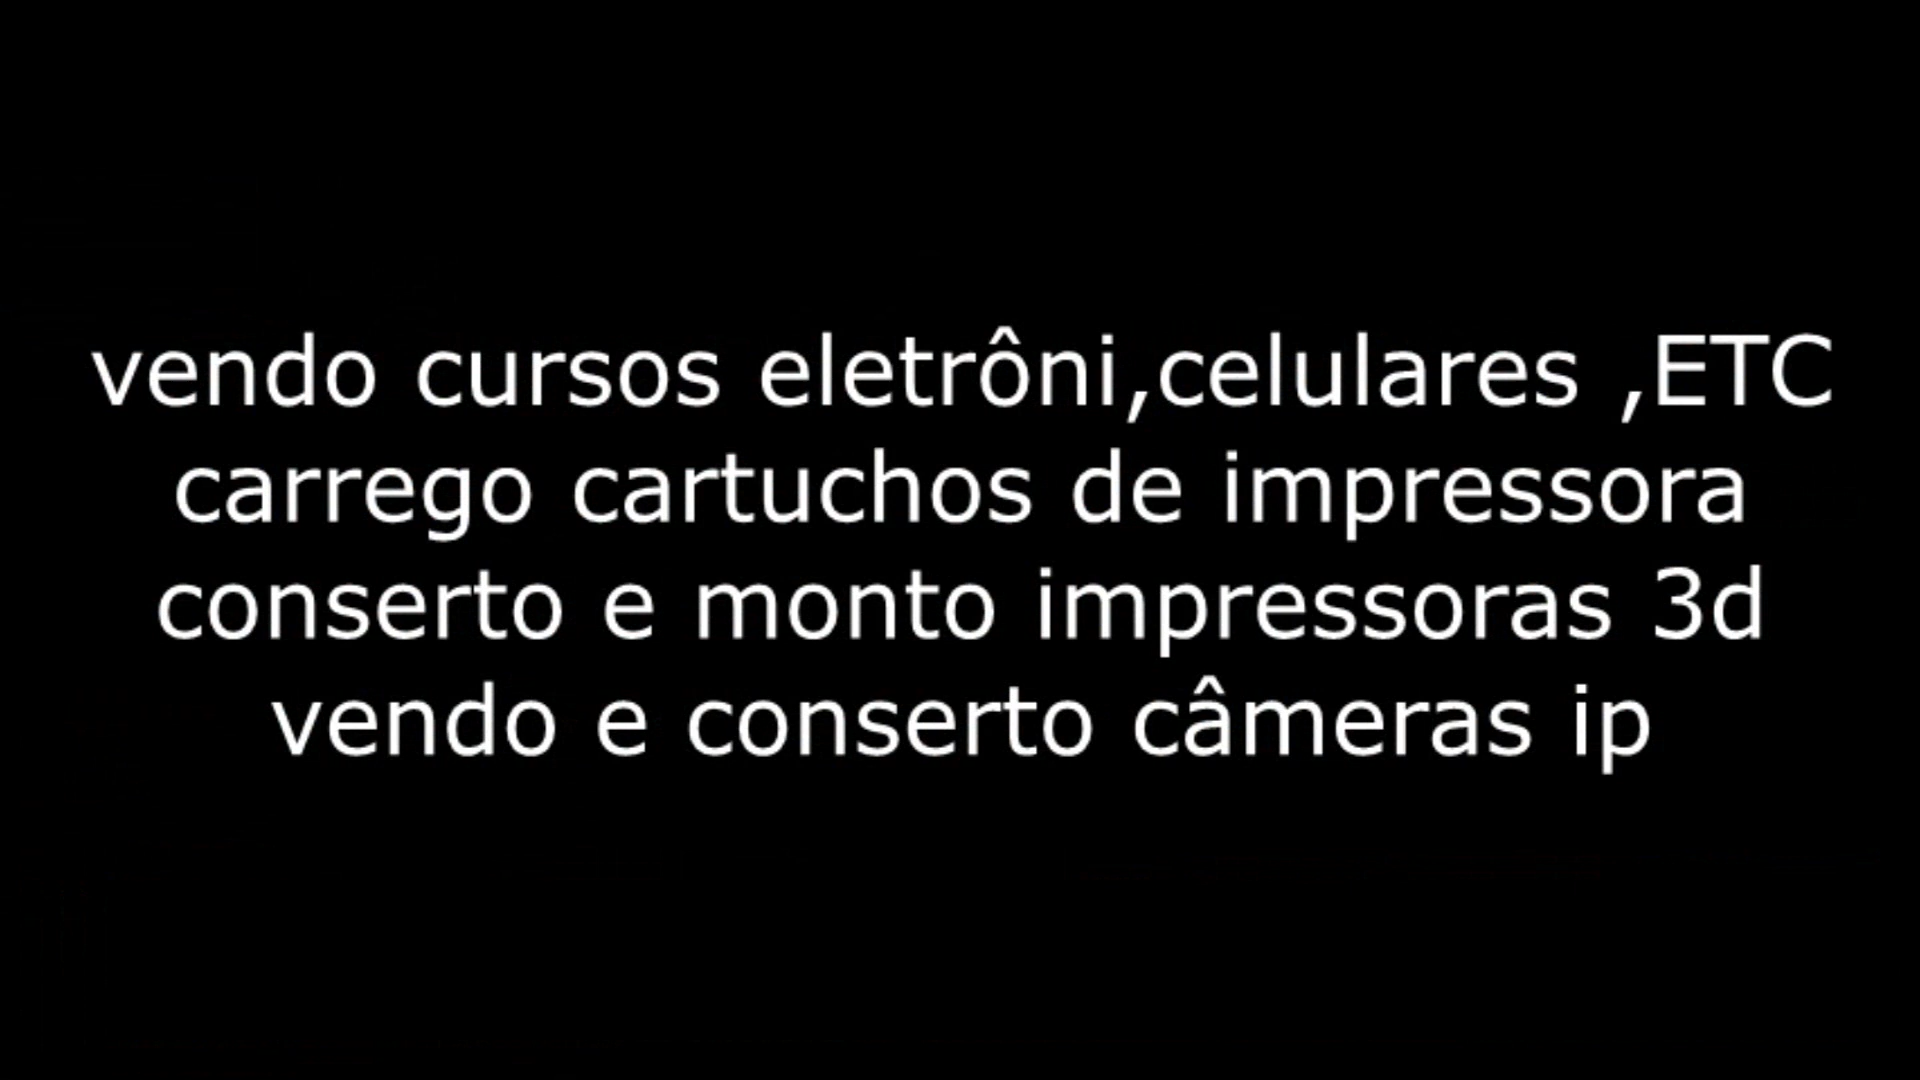 vendo cursos eletrôni,celulares ,ETC
carrego cartuchos de impressora
conserto e monto impressoras 3d
vendo e conserto câmeras ip